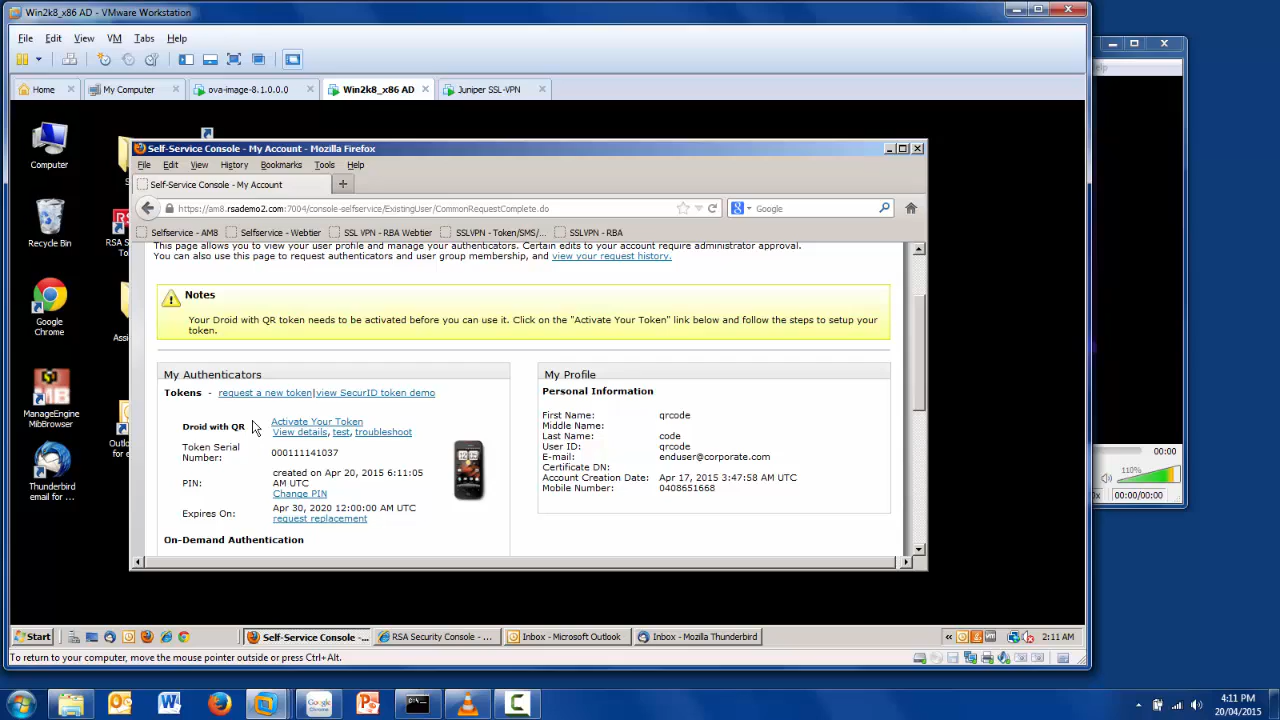 Win2k8_x86 AD - VMware Workstation
File Edit View VM Tabs Help
Home My Computer ova-image-8.1.0.0.0 Win2k8_x86 AD Juniper SSL-VPN
Computer
Recycle Bin
Google
Chrome
ManageEngine
MibBrowser
Thunderbird
email for ...
Self-Service Console - My Account - Mozilla Firefox
File Edit View History Bookmarks Tools Help
Self-Service Console - My Account
https://am8.rsademo2.com:7004/console-selfservice/ExistingUser/CommonRequestComplete.do
Google
Selfservice - AM8 Selfservice - Webtier SSL VPN - RBA Webtier SSLVPN - Token/SMS/... SSLVPN - RBA
This page allows you to view your user profile and manage your authenticators. Certain edits to your account require administrator approval.
You can also use this page to request authenticators and user group membership, and view your request history.
Notes
Your Droid with QR token needs to be activated before you can use it. Click on the "Activate Your Token" link below and follow the steps to setup your
token.
My Authenticators
Tokens - request a new token|view SecurID token demo
Droid with QR
Activate Your Token
View details, test, troubleshoot
Token Serial
Number:
000111141037
PIN:
created on Apr 20, 2015 6:11:05
AM UTC
Change PIN
Expires On:
Apr 30, 2020 12:00:00 AM UTC
request replacement
On-Demand Authentication
My Profile
Personal Information
First Name: qrcode
Middle Name:
Last Name: code
User ID: qrcode
E-mail: enduser@corporate.com
Certificate DN:
Account Creation Date: Apr 17, 2015 3:47:58 AM UTC
Mobile Number: 0408651668
110%
00:00
00:00/00:00
Start Self-Service Console -... RSA Security Console - ... Inbox - Microsoft Outlook Inbox - Mozilla Thunderbird 2:11 AM
To return to your computer, move the mouse pointer outside or press Ctrl+Alt.
4:11 PM
20/04/2015